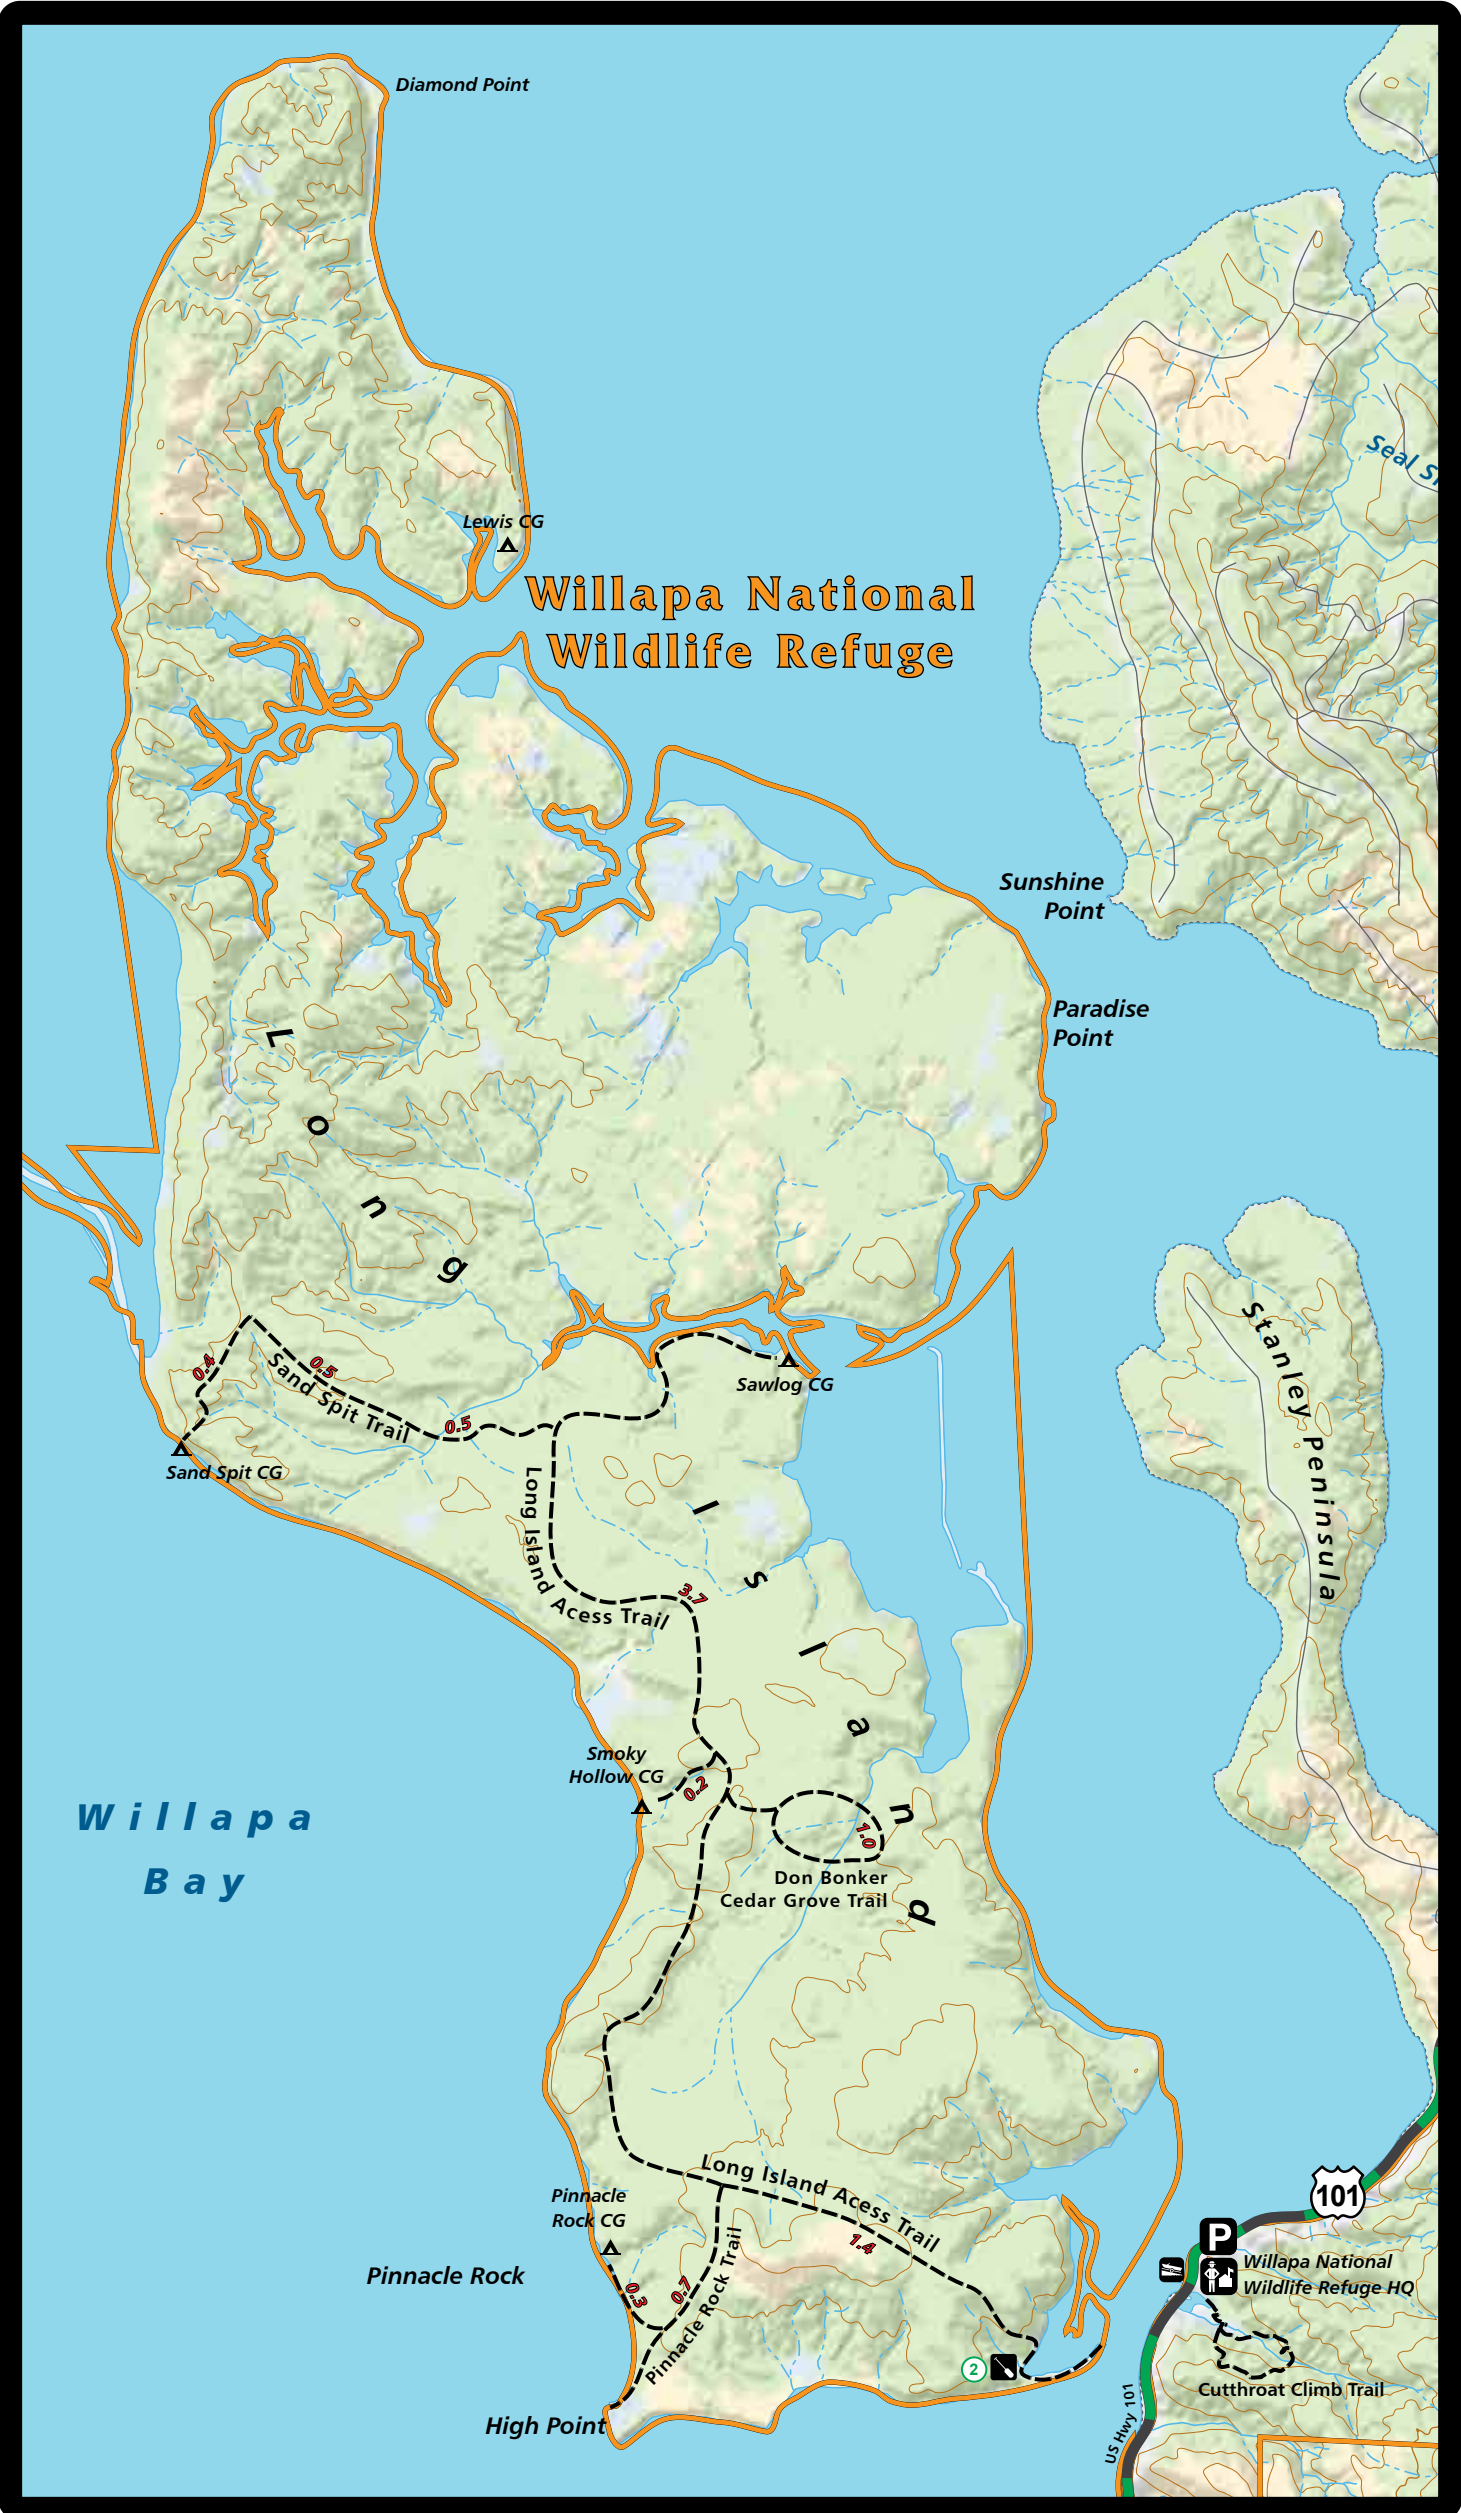 Diamond Point
Seal
Lewis CG
Willapa National
Wildlife Refuge
Sunshine
Point
Paradise
Point
Long
Island
Stanley Peninsula
0.4
0.5
Sand Spit Trail
0.5
Sawlog CG
Sand Spit CG
Long Island Acess Trail
3.7
Smoky
Hollow CG
0.2
1.0
Don Bonker
Cedar Grove Trail
Willapa
Bay
Long Island Acess Trail
1.4
Pinnacle
Rock CG
Pinnacle Rock
0.3
0.7
Pinnacle Rock Trail
High Point
2
101
P
Willapa National
Wildlife Refuge HQ
Cutthroat Climb Trail
US Hwy 101